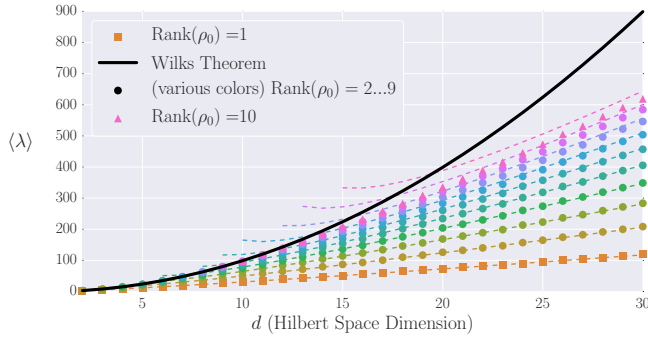 900
800
700
600
500
400
300
200
100
0
⟨λ⟩
Rank(ρ₀) =1
Wilks Theorem
(various colors) Rank(ρ₀) = 2...9
Rank(ρ₀) =10
5 10 15 20 25 30
d (Hilbert Space Dimension)